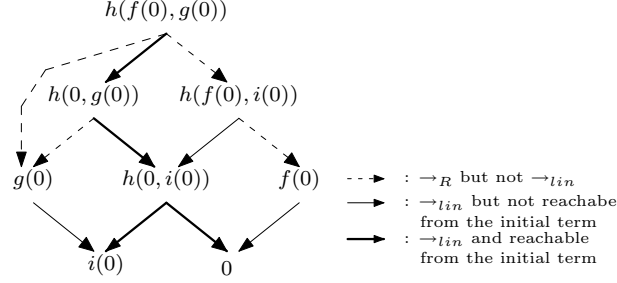 h(f(0), g(0))
h(0, g(0)) h(f(0), i(0))
g(0) h(0, i(0)) f(0)
i(0) 0
: →R but not →lin
: →lin but not reachabe
from the initial term
: →lin and reachable
from the initial term